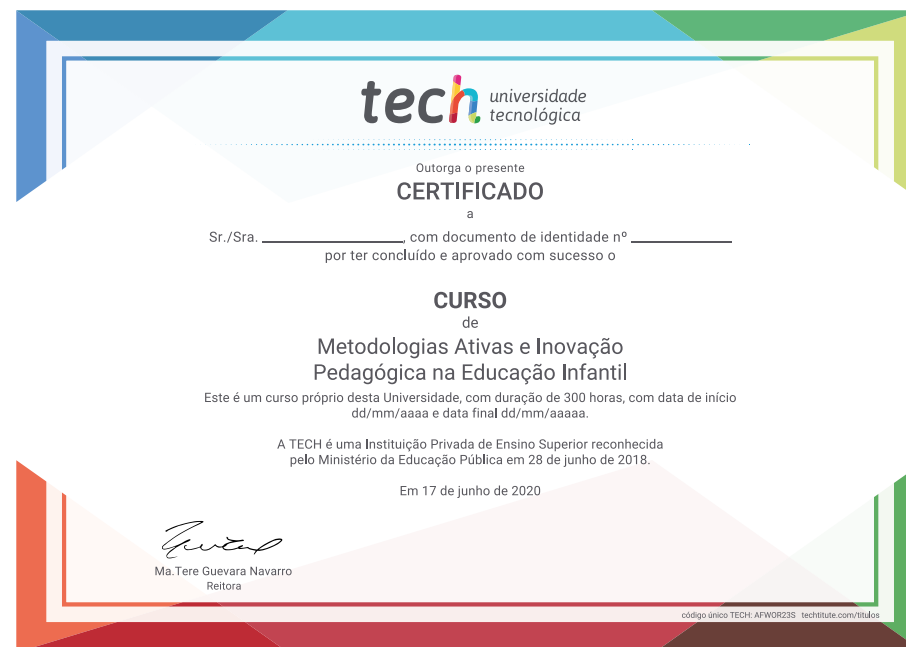 tech universidade
tecnológica
Outorga o presente
CERTIFICADO
a
Sr./Sra. ____________________, com documento de identidade nº ______________
por ter concluído e aprovado com sucesso o
CURSO
de
Metodologias Ativas e Inovação
Pedagógica na Educação Infantil
Este é um curso próprio desta Universidade, com duração de 300 horas, com data de início
dd/mm/aaaa e data final dd/mm/aaaaa.
A TECH é uma Instituição Privada de Ensino Superior reconhecida
pelo Ministério da Educação Pública em 28 de junho de 2018.
Em 17 de junho de 2020
Ma.Tere Guevara Navarro
Reitora
código único TECH: AFWOR23S techtitute.com/titulos